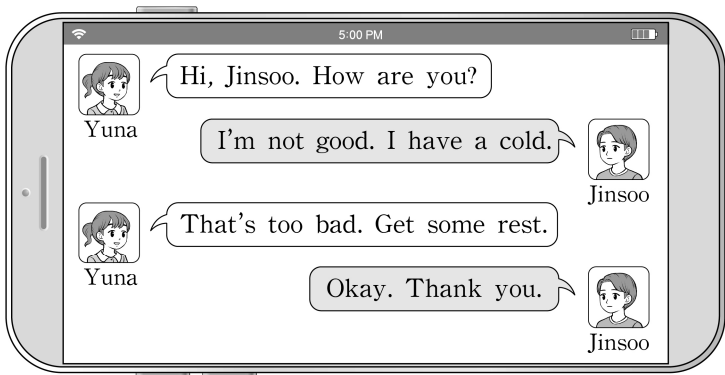 5:00 PM
Hi, Jinsoo. How are you?
Yuna
I'm not good. I have a cold.
Jinsoo
That's too bad. Get some rest.
Yuna
Okay. Thank you.
Jinsoo